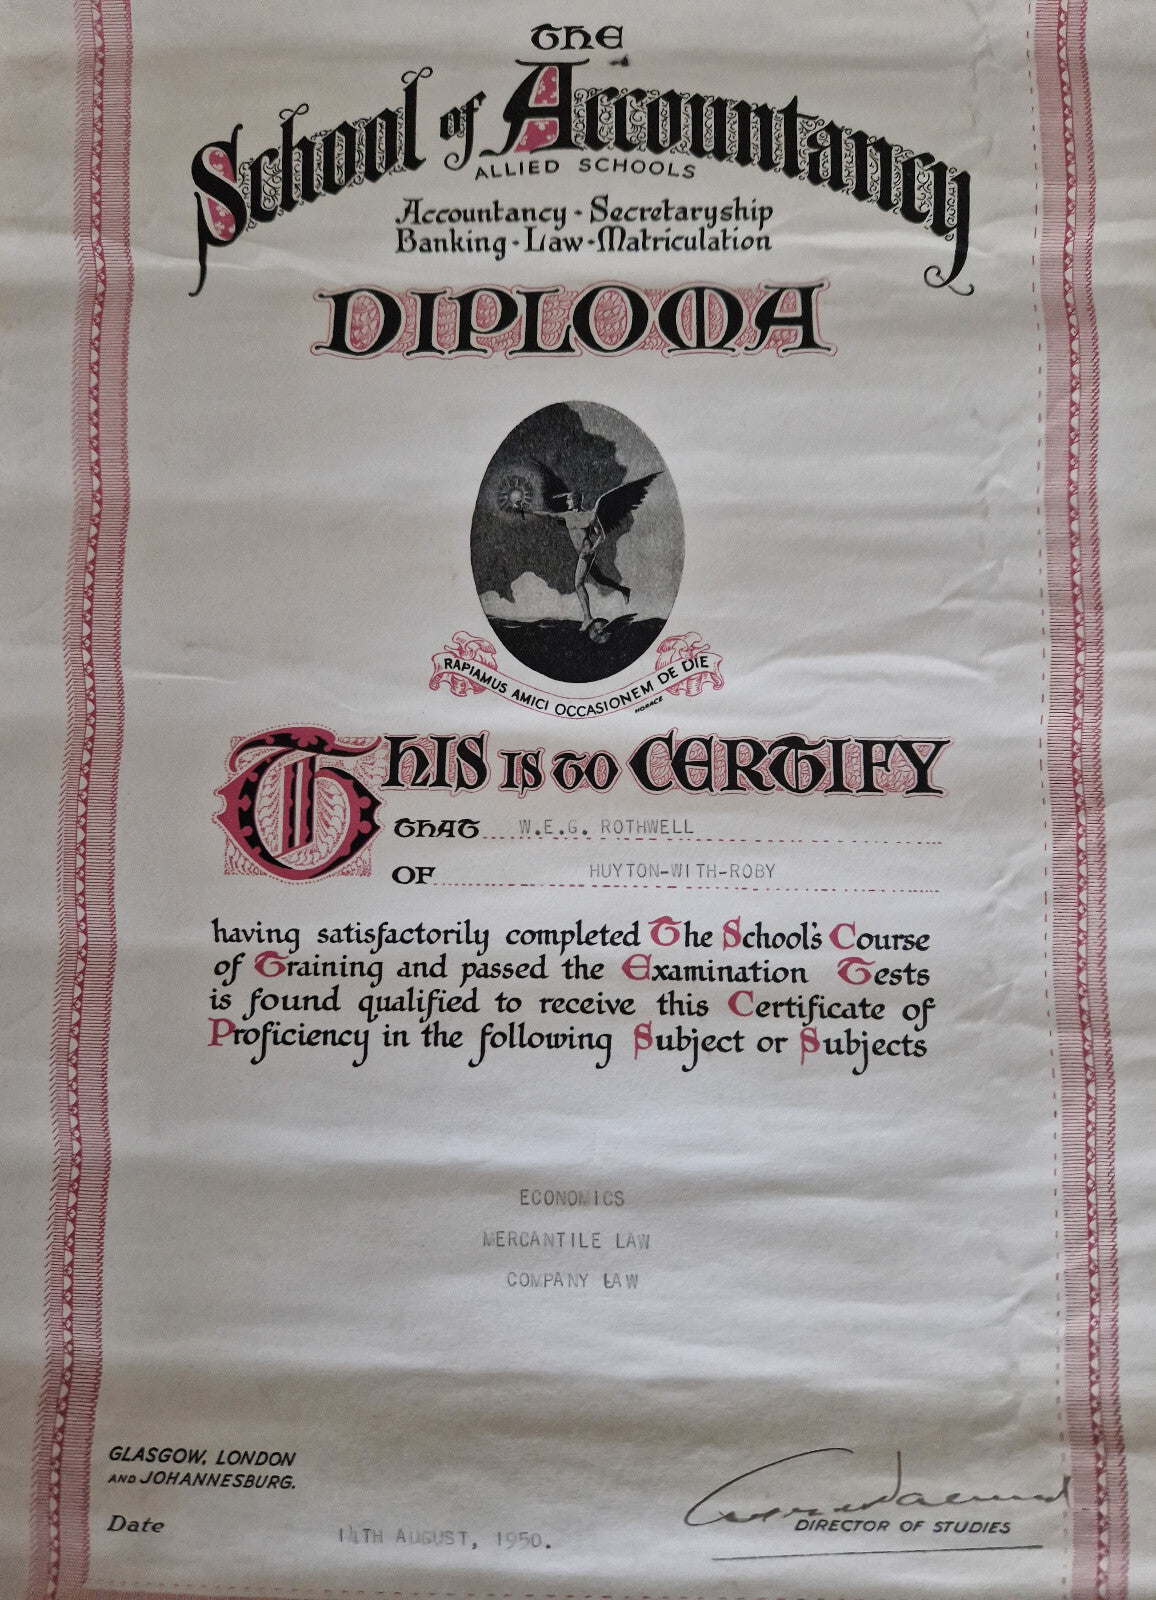 THE
School of Accountancy
ALLIED SCHOOLS
Accountancy · Secretaryship
Banking · Law · Matriculation
DIPLOMA
RAPIAMUS AMICI OCCASIONEM DE DIE
HORACE
THIS IS TO CERTIFY
THAT W.E.G. ROTHWELL
OF HUYTON-WITH-ROBY
having satisfactorily completed The School's Course
of Training and passed the Examination Tests
is found qualified to receive this Certificate of
Proficiency in the following Subject or Subjects
ECONOMICS
MERCANTILE LAW
COMPANY LAW
GLASGOW, LONDON
AND JOHANNESBURG.
DIRECTOR OF STUDIES
Date 14TH AUGUST, 1950.